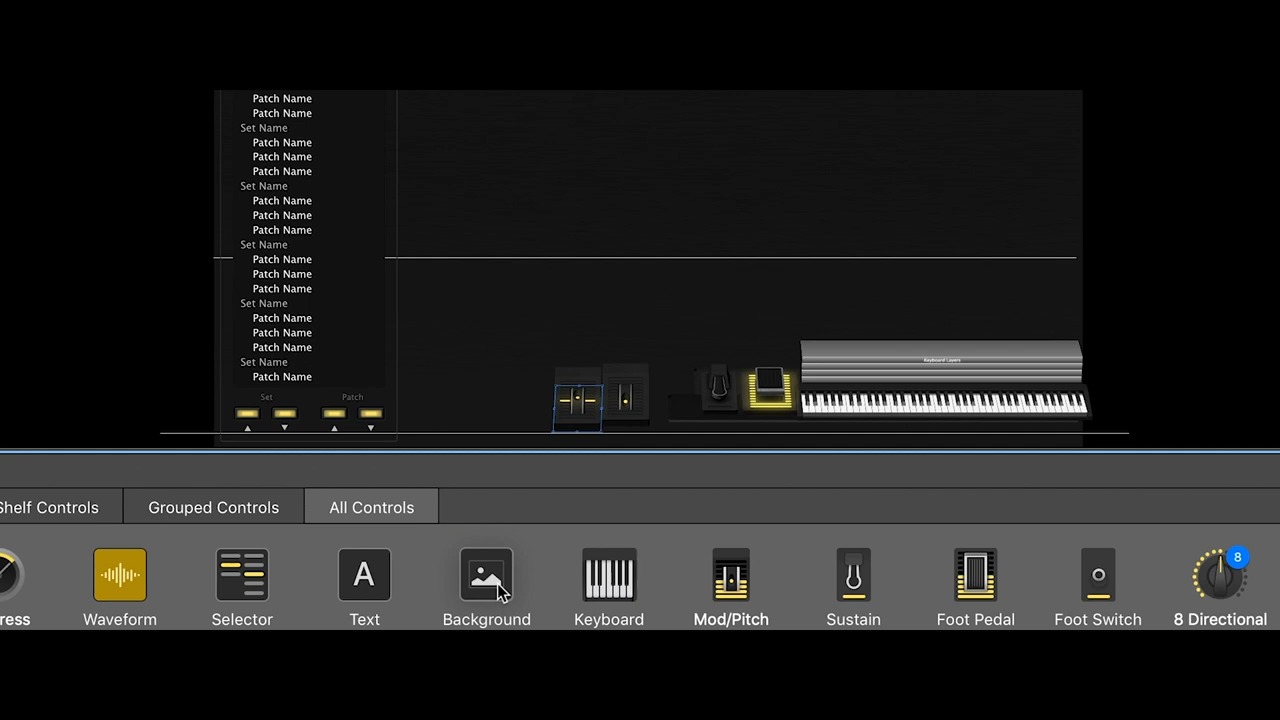 Patch Name
Patch Name
Set Name
Patch Name
Patch Name
Patch Name
Set Name
Patch Name
Patch Name
Patch Name
Set Name
Patch Name
Patch Name
Patch Name
Set Name
Patch Name
Patch Name
Patch Name
Set Name
Patch Name
Set Patch
Keyboard Layers
Shelf Controls Grouped Controls All Controls
A 8
ress Waveform Selector Text Background Keyboard Mod/Pitch Sustain Foot Pedal Foot Switch 8 Directional